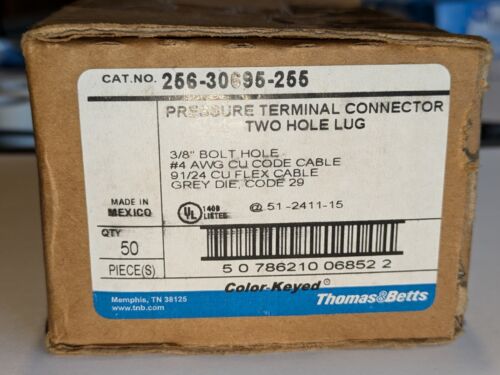 CAT.NO. 256-30695-255
PRESSURE TERMINAL CONNECTOR
TWO HOLE LUG
3/8" BOLT HOLE
#4 AWG CU CODE CABLE
91/24 CU FLEX CABLE
GREY DIE, CODE 29
MADE IN
MEXICO
UL
®
LISTED
@ 51-2411-15
QTY
50
PIECE(S)
5 0 786210 06852 2
Color-Keyed®
Memphis, TN 38125
www.tnb.com
Thomas&Betts